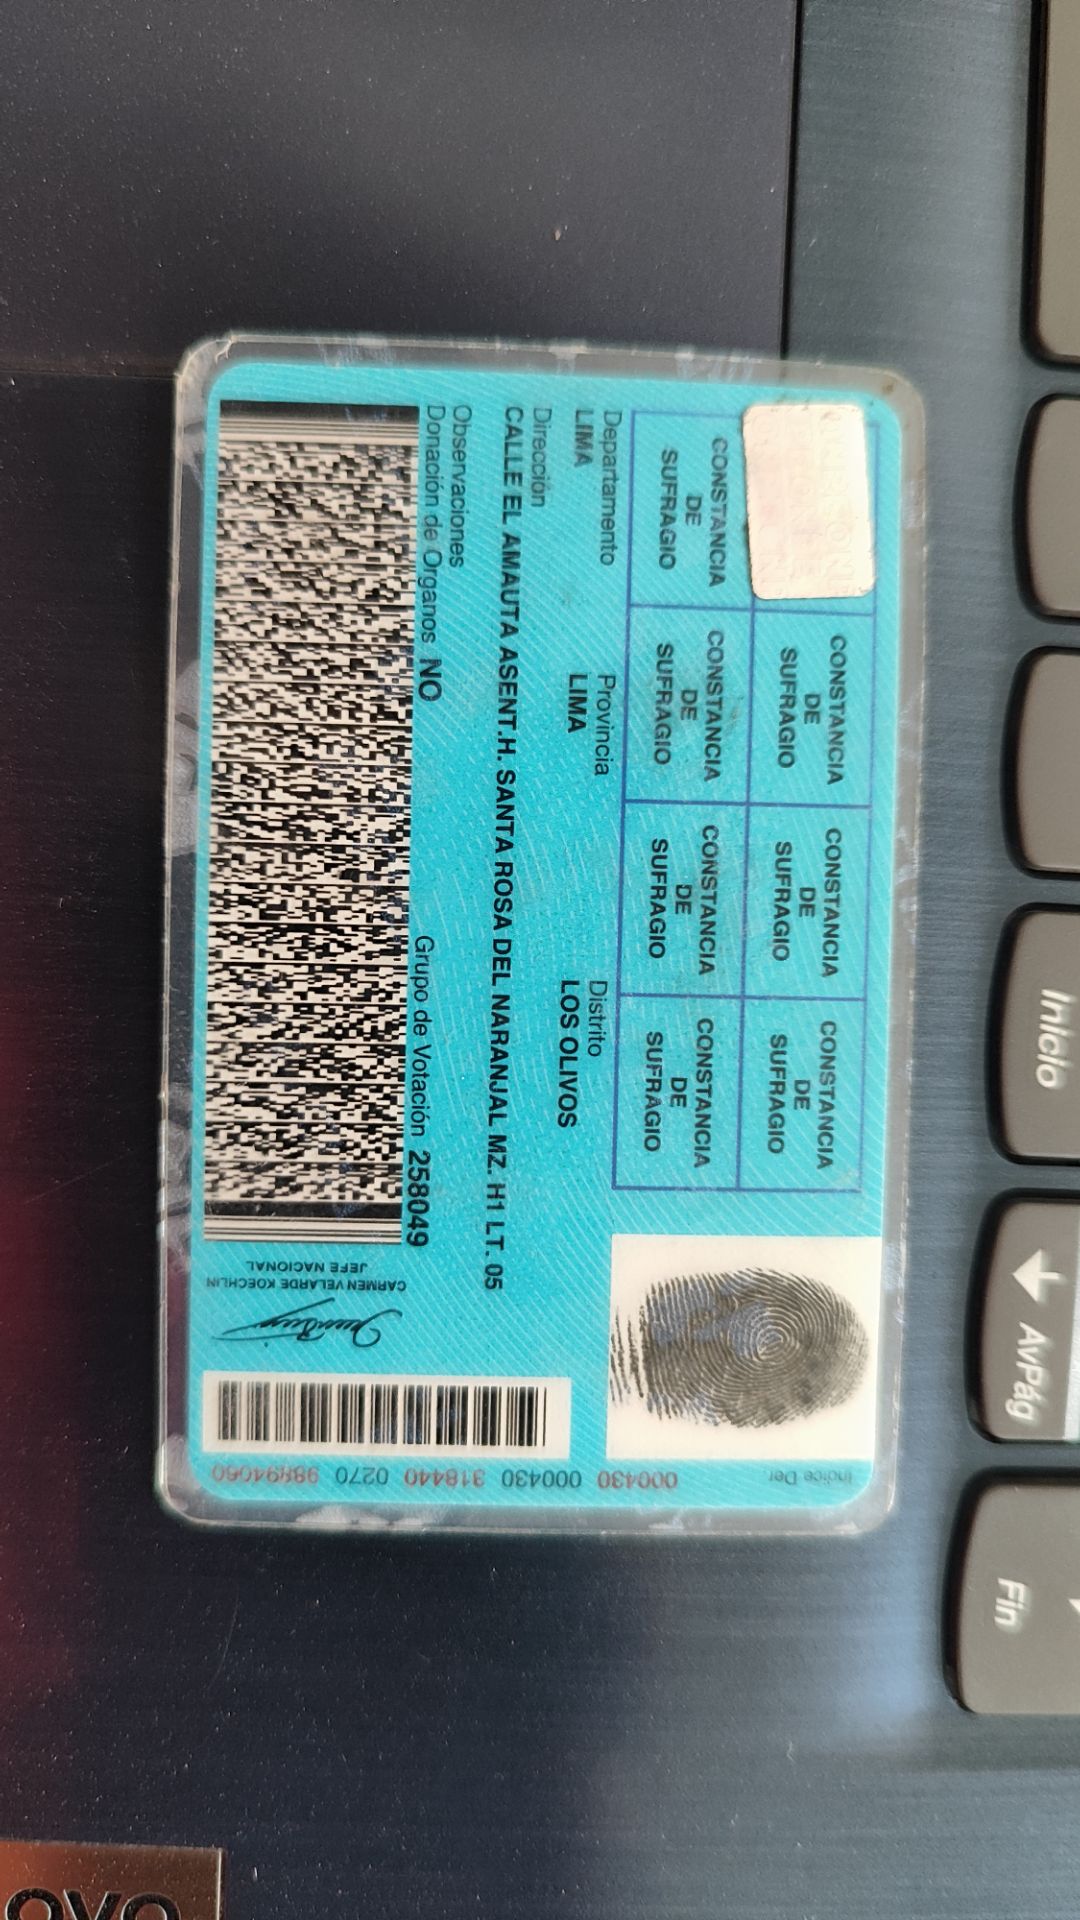 CONSTANCIA
DE
SUFRAGIO
CONSTANCIA
DE
SUFRAGIO
CONSTANCIA
DE
SUFRAGIO
CONSTANCIA
DE
SUFRAGIO
CONSTANCIA
DE
SUFRAGIO
CONSTANCIA
DE
SUFRAGIO
CONSTANCIA
DE
SUFRAGIO
Departamento Provincia Distrito
LIMA LIMA LOS OLIVOS
Dirección
CALLE EL AMAUTA ASENT.H. SANTA ROSA DEL NARANJAL MZ. H1 LT. 05
Observaciones
Donación de Organos NO Grupo de Votación 258049
CARMEN VELARDE KOECHLIN
JEFE NACIONAL
Indice Der.
000430 000430 318440 0270
Inicio
AvPág
Fin